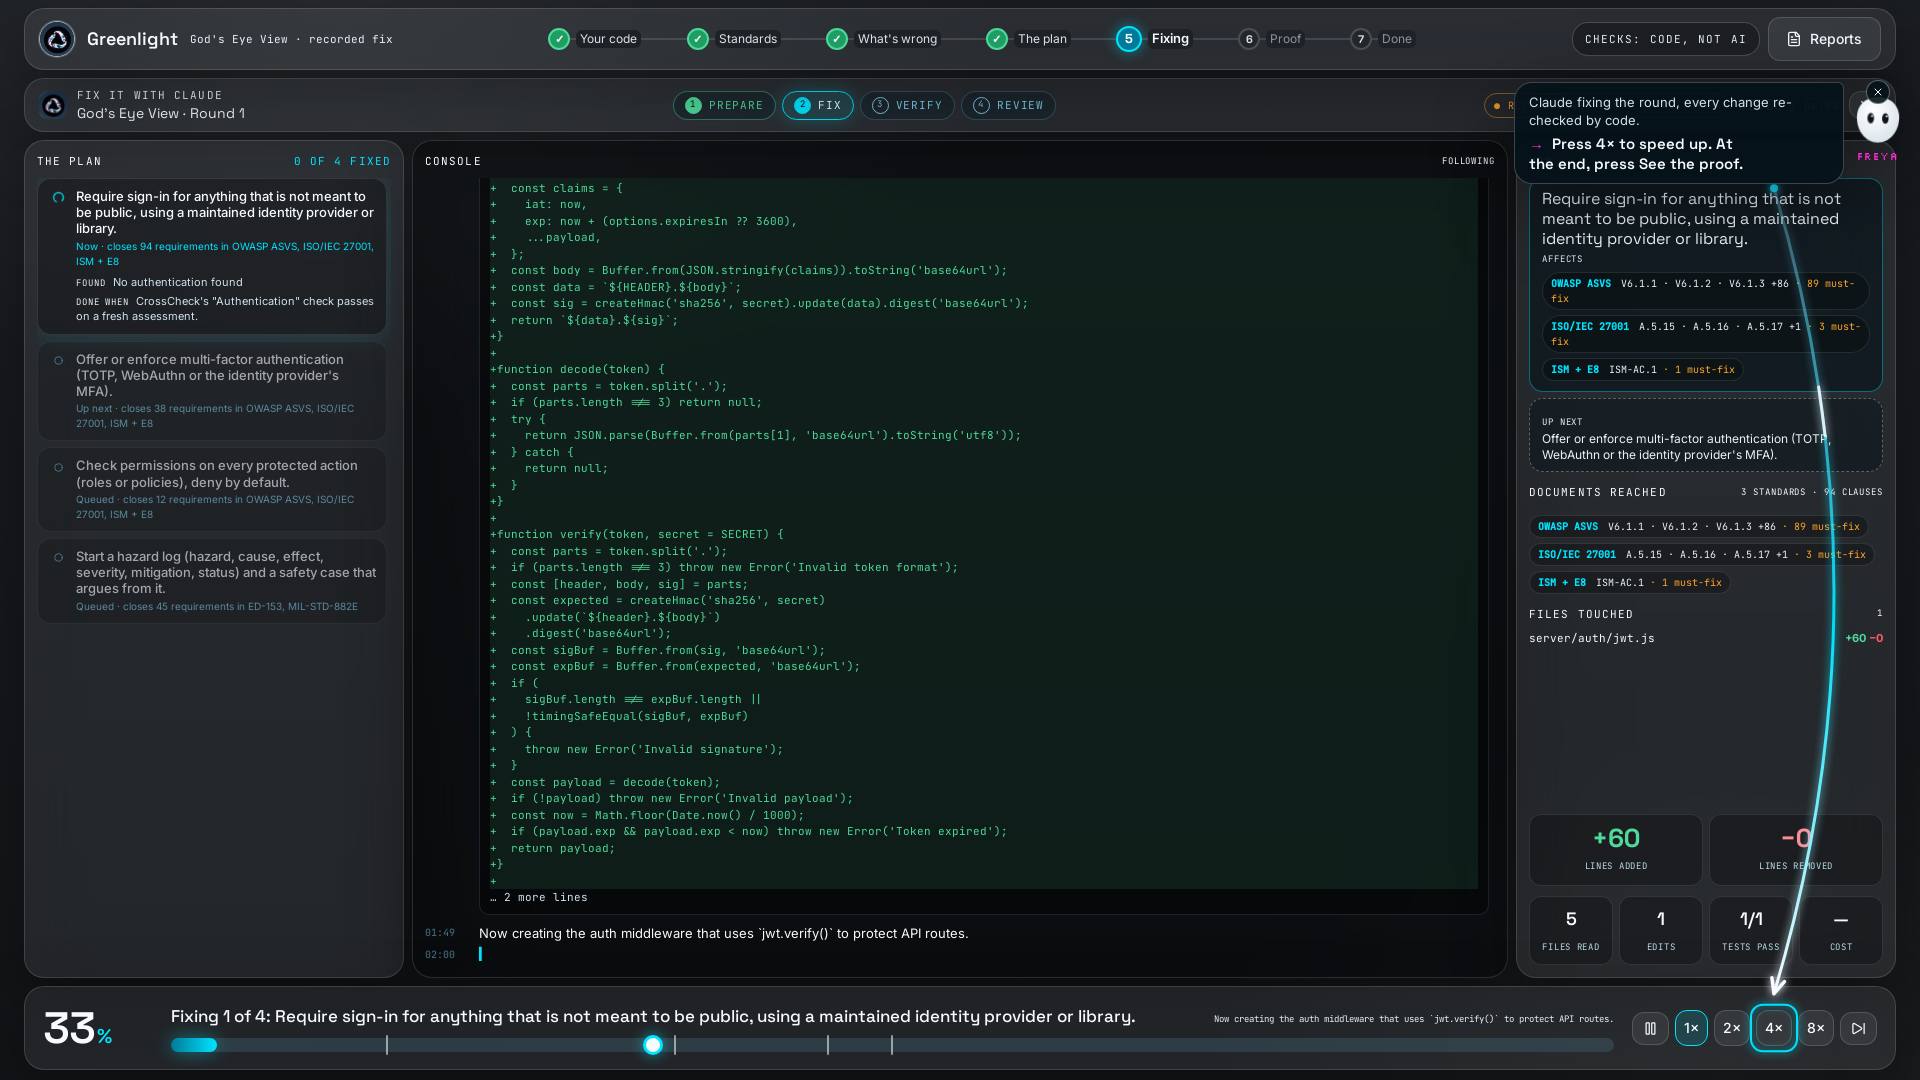 Greenlight God's Eye View · recorded fix
✓ Your code ✓ Standards ✓ What's wrong ✓ The plan 5 Fixing 6 Proof 7 Done
CHECKS: CODE, NOT AI
Reports
FIX IT WITH CLAUDE
God's Eye View · Round 1
1 PREPARE 2 FIX 3 VERIFY 4 REVIEW
Claude fixing the round, every change re-
checked by code.
→ Press 4× to speed up. At
the end, press See the proof.
FREYA
THE PLAN 0 OF 4 FIXED
Require sign-in for anything that is not meant to
be public, using a maintained identity provider or
library.
Now · closes 94 requirements in OWASP ASVS, ISO/IEC 27001,
ISM + E8
FOUND No authentication found
DONE WHEN CrossCheck's "Authentication" check passes
on a fresh assessment.
Offer or enforce multi-factor authentication
(TOTP, WebAuthn or the identity provider's
MFA).
Up next · closes 38 requirements in OWASP ASVS, ISO/IEC
27001, ISM + E8
Check permissions on every protected action
(roles or policies), deny by default.
Queued · closes 12 requirements in OWASP ASVS, ISO/IEC
27001, ISM + E8
Start a hazard log (hazard, cause, effect,
severity, mitigation, status) and a safety case that
argues from it.
Queued · closes 45 requirements in ED-153, MIL-STD-882E
CONSOLE FOLLOWING
+  const claims = {
+    iat: now,
+    exp: now + (options.expiresIn ?? 3600),
+    ...payload,
+  };
+  const body = Buffer.from(JSON.stringify(claims)).toString('base64url');
+  const data = `${HEADER}.${body}`;
+  const sig = createHmac('sha256', secret).update(data).digest('base64url');
+  return `${data}.${sig}`;
+}
+
+function decode(token) {
+  const parts = token.split('.');
+  if (parts.length !== 3) return null;
+  try {
+    return JSON.parse(Buffer.from(parts[1], 'base64url').toString('utf8'));
+  } catch {
+    return null;
+  }
+}
+
+function verify(token, secret = SECRET) {
+  const parts = token.split('.');
+  if (parts.length !== 3) throw new Error('Invalid token format');
+  const [header, body, sig] = parts;
+  const expected = createHmac('sha256', secret)
+    .update(`${header}.${body}`)
+    .digest('base64url');
+  const sigBuf = Buffer.from(sig, 'base64url');
+  const expBuf = Buffer.from(expected, 'base64url');
+  if (
+    sigBuf.length !== expBuf.length ||
+    !timingSafeEqual(sigBuf, expBuf)
+  ) {
+    throw new Error('Invalid signature');
+  }
+  const payload = decode(token);
+  if (!payload) throw new Error('Invalid payload');
+  const now = Math.floor(Date.now() / 1000);
+  if (payload.exp && payload.exp < now) throw new Error('Token expired');
+  return payload;
+}
+
… 2 more lines
01:49 Now creating the auth middleware that uses `jwt.verify()` to protect API routes.
02:00
Require sign-in for anything that is not
meant to be public, using a maintained
identity provider or library.
AFFECTS
OWASP ASVS V6.1.1 · V6.1.2 · V6.1.3 +86 · 89 must-
fix
ISO/IEC 27001 A.5.15 · A.5.16 · A.5.17 +1 · 3 must-
fix
ISM + E8 ISM-AC.1 · 1 must-fix
UP NEXT
Offer or enforce multi-factor authentication (TOTP,
WebAuthn or the identity provider's MFA).
DOCUMENTS REACHED 3 STANDARDS · 94 CLAUSES
OWASP ASVS V6.1.1 · V6.1.2 · V6.1.3 +86 · 89 must-fix
ISO/IEC 27001 A.5.15 · A.5.16 · A.5.17 +1 · 3 must-fix
ISM + E8 ISM-AC.1 · 1 must-fix
FILES TOUCHED 1
server/auth/jwt.js +60 −0
+60 −0
LINES ADDED LINES REMOVED
5 1 1/1 —
FILES READ EDITS TESTS PASS COST
33%
Fixing 1 of 4: Require sign-in for anything that is not meant to be public, using a maintained identity provider or library.
Now creating the auth middleware that uses `jwt.verify()` to protect API routes.
1× 2× 4× 8×